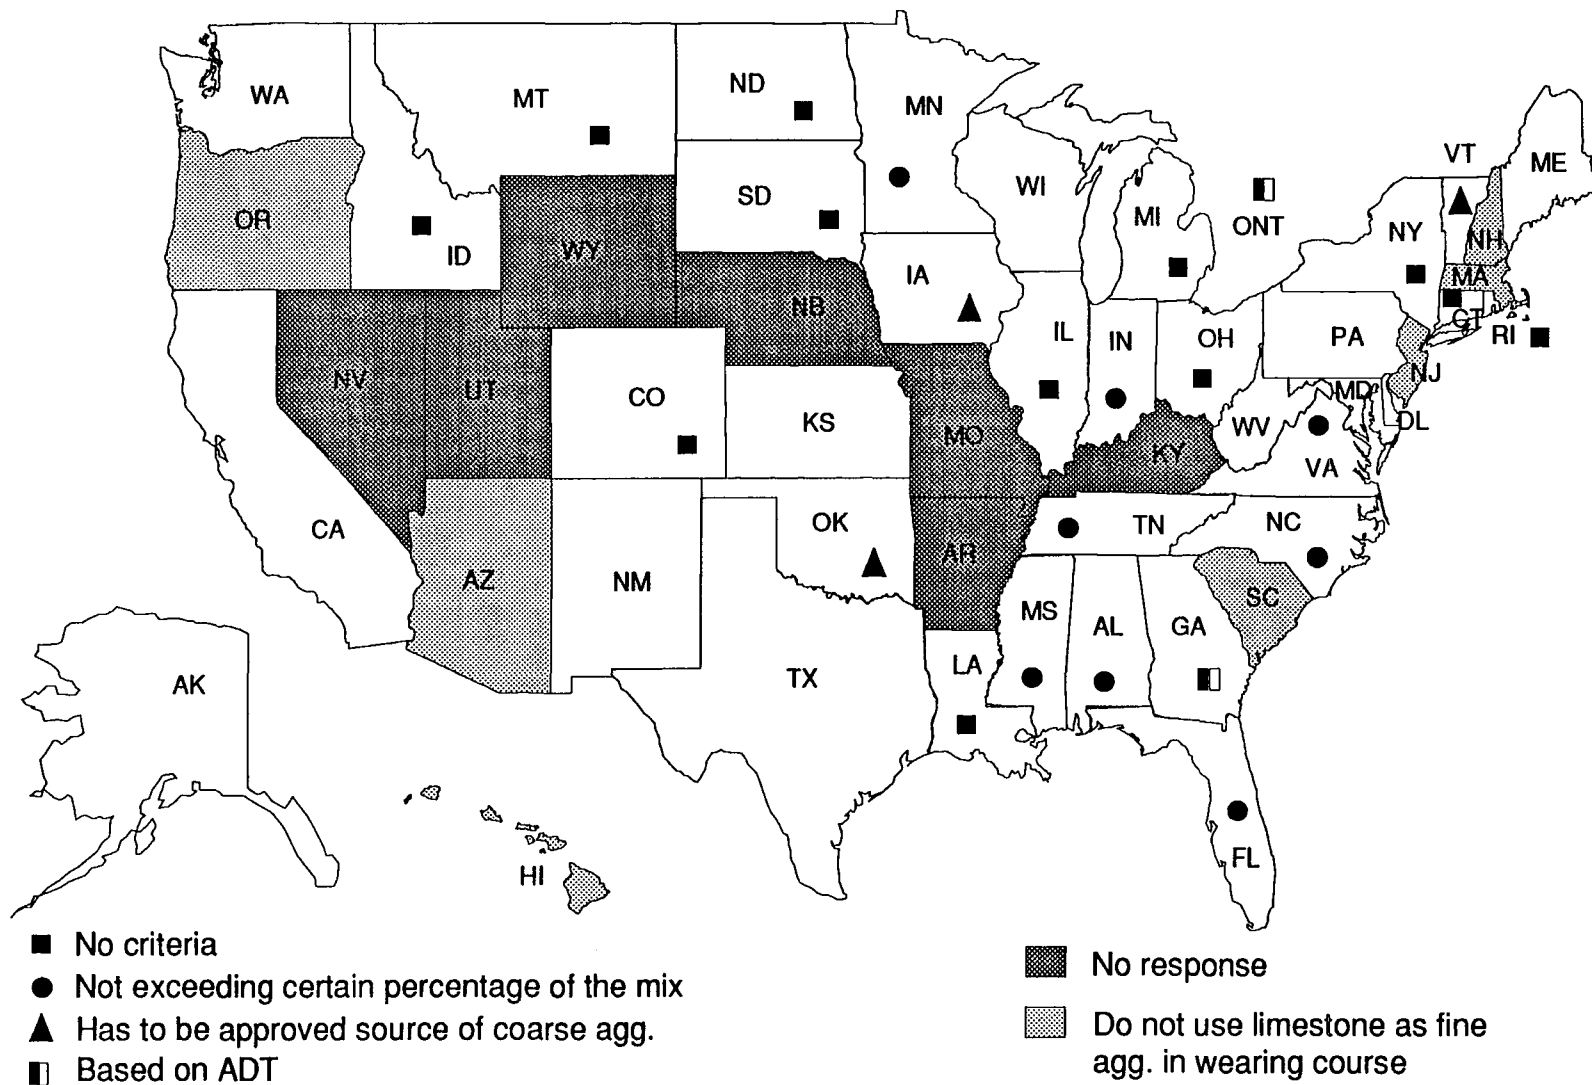 WA
MT
ND
MN
VT
ME
OR
ID
SD
WI
MI
ONT
NY
NH
WY
IA
MA
NB
IL
IN
OH
PA
CT
RI
NV
UT
CO
KS
MO
KY
WV
MD
NJ
DL
VA
CA
AZ
NM
OK
AR
TN
NC
SC
MS
AL
GA
AK
TX
LA
FL
HI
No criteria
Not exceeding certain percentage of the mix
Has to be approved source of coarse agg.
Based on ADT
No response
Do not use limestone as fine
agg. in wearing course